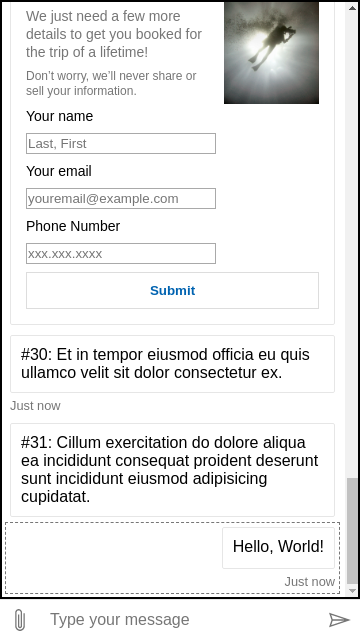 We just need a few more
details to get you booked for
the trip of a lifetime!
Don’t worry, we’ll never share or
sell your information.
Your name
Last, First
Your email
youremail@example.com
Phone Number
xxx.xxx.xxxx
Submit
#30: Et in tempor eiusmod officia eu quis
ullamco velit sit dolor consectetur ex.
Just now
#31: Cillum exercitation do dolore aliqua
ea incididunt consequat proident deserunt
sunt incididunt eiusmod adipisicing
cupidatat.
Hello, World!
Just now
Type your message